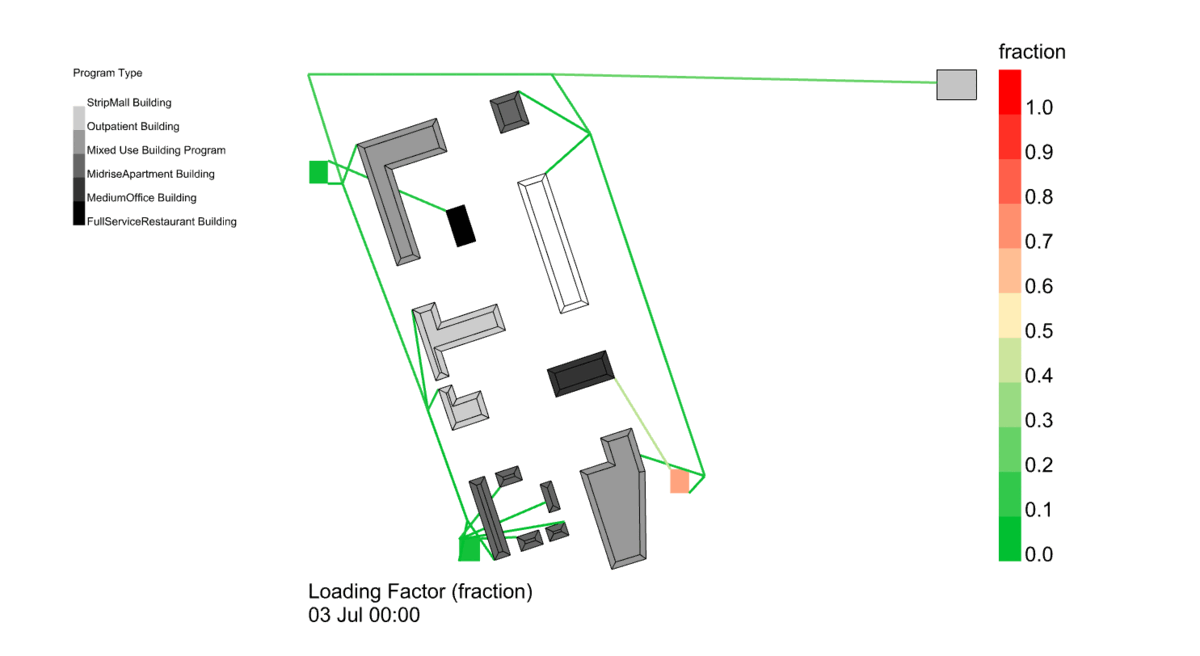 Program Type
StripMall Building
Outpatient Building
Mixed Use Building Program
MidriseApartment Building
MediumOffice Building
FullServiceRestaurant Building
fraction
1.0
0.9
0.8
0.7
0.6
0.5
0.4
0.3
0.2
0.1
0.0
Loading Factor (fraction)
03 Jul 00:00